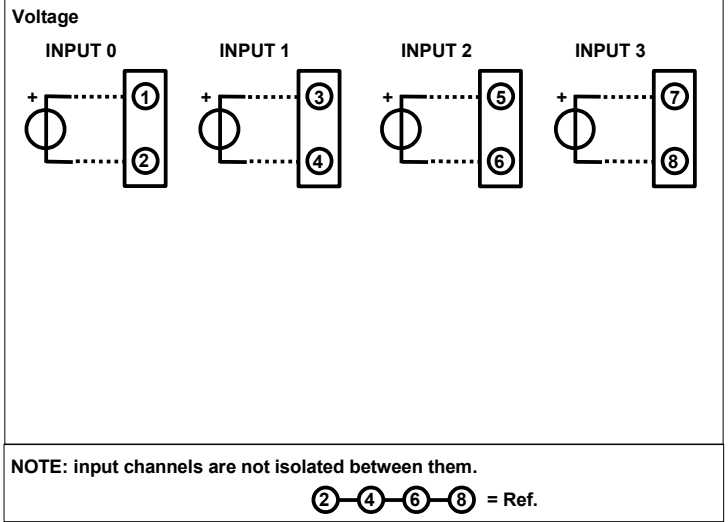 Voltage
INPUT 0 INPUT 1 INPUT 2 INPUT 3
+ 1 + 3 + 5 + 7
2 4 6 8
NOTE: input channels are not isolated between them.
2 4 6 8 = Ref.